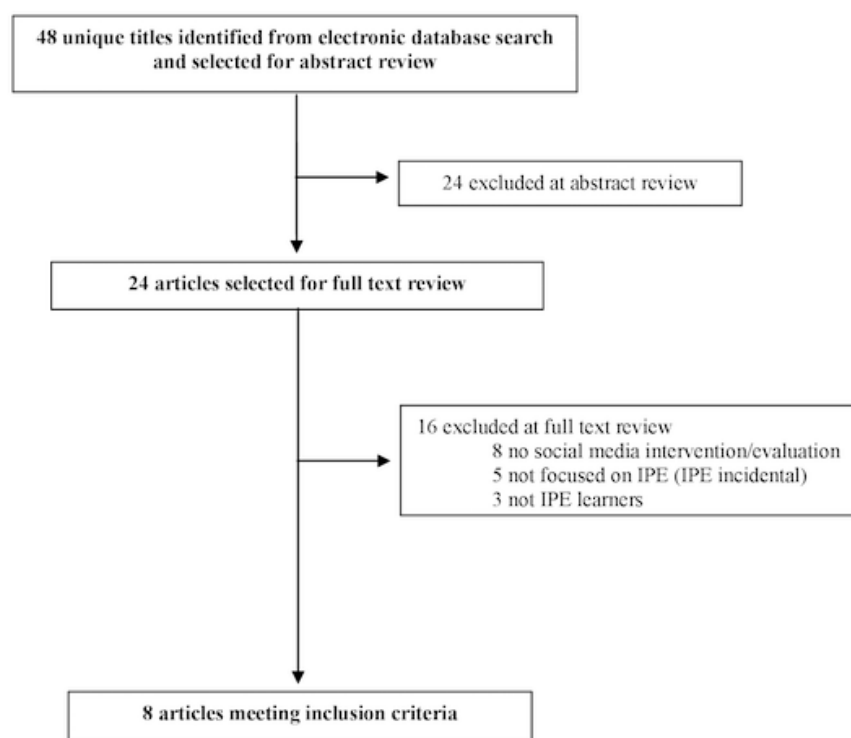 48 unique titles identified from electronic database search
and selected for abstract review
24 excluded at abstract review
24 articles selected for full text review
16 excluded at full text review
8 no social media intervention/evaluation
5 not focused on IPE (IPE incidental)
3 not IPE learners
8 articles meeting inclusion criteria